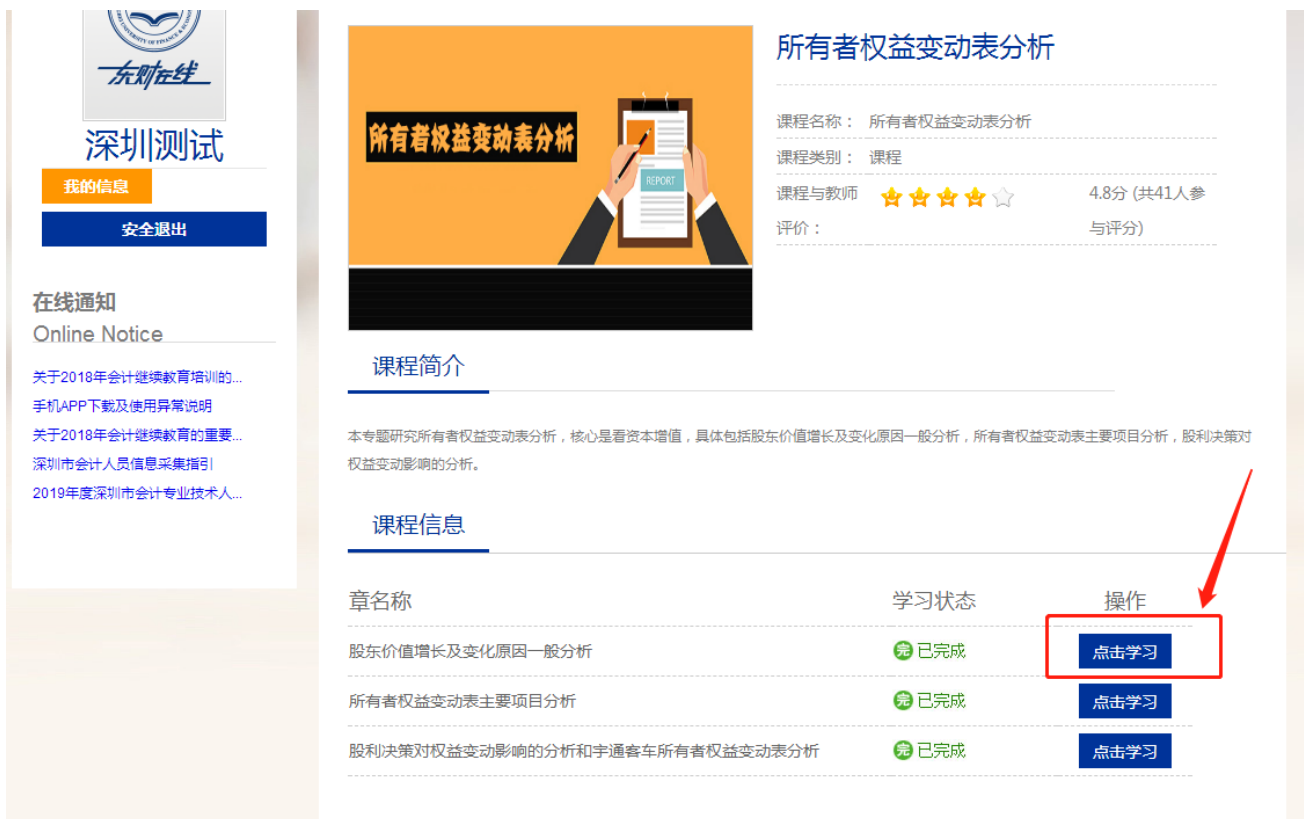 UNIVERSITY OF FINANCE & ECONO
东财在线
深圳测试
我的信息
安全退出
在线通知
Online Notice
关于2018年会计继续教育培训的...
手机APP下载及使用异常说明
关于2018年会计继续教育的重要...
深圳市会计人员信息采集指引
2019年度深圳市会计专业技术人...
所有者权益变动表分析
REPORT
所有者权益变动表分析
课程名称： 所有者权益变动表分析
课程类别： 课程
课程与教师 4.8分 (共41人参
评价： 与评分)
课程简介
本专题研究所有者权益变动表分析，核心是看资本增值，具体包括股东价值增长及变化原因一般分析，所有者权益变动表主要项目分析，股利决策对
权益变动影响的分析。
课程信息
章名称 学习状态 操作
股东价值增长及变化原因一般分析 完 已完成 点击学习
所有者权益变动表主要项目分析 完 已完成 点击学习
股利决策对权益变动影响的分析和宇通客车所有者权益变动表分析 完 已完成 点击学习